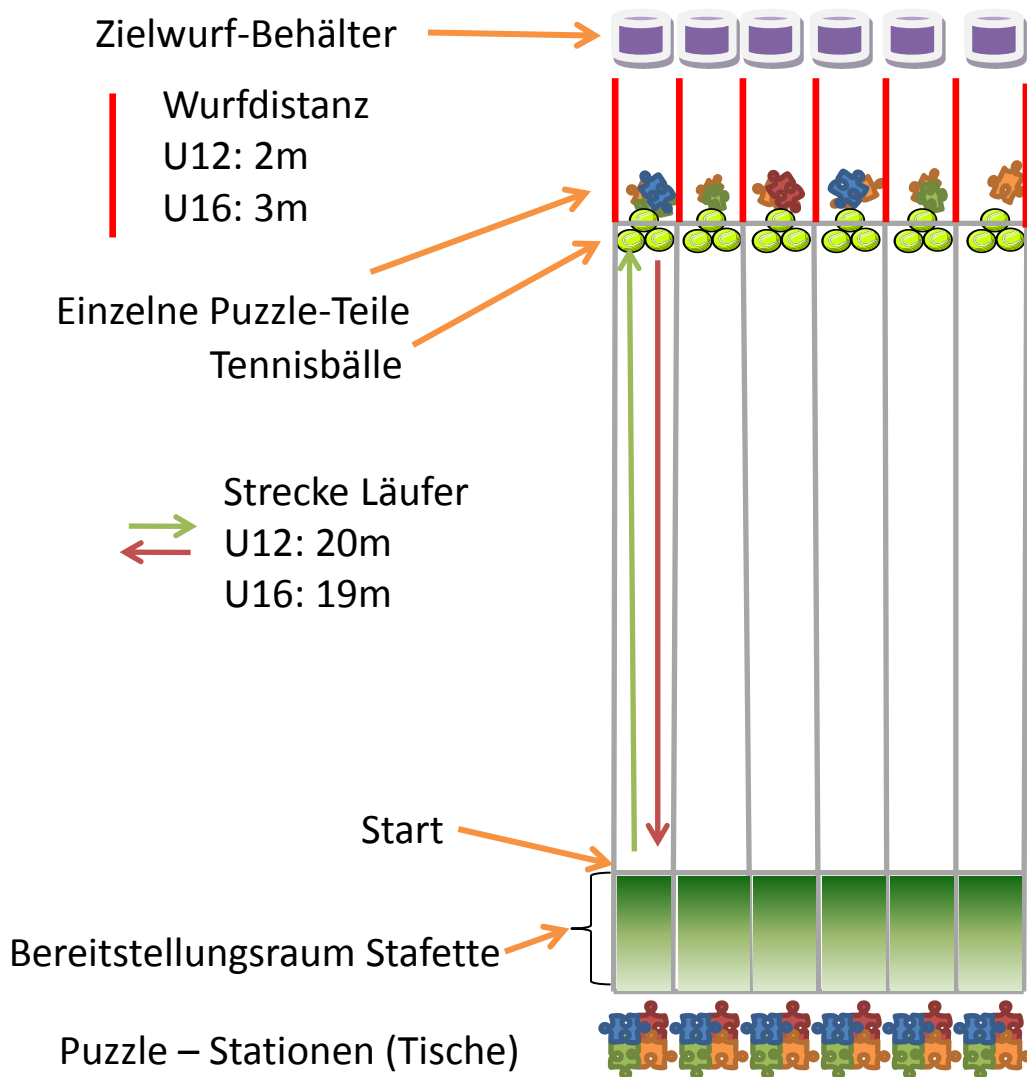 Zielwurf-Behälter
Wurfdistanz
U12: 2m
U16: 3m
Einzelne Puzzle-Teile
Tennisbälle
Strecke Läufer
U12: 20m
U16: 19m
Start
Bereitstellungsraum Stafette
Puzzle – Stationen (Tische)